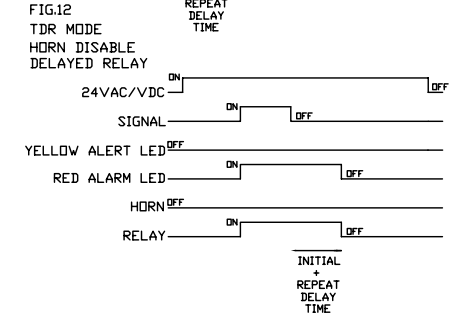 REPEAT
DELAY
TIME
FIG.12
TDR MODE
HORN DISABLE
DELAYED RELAY
ON
24VAC/VDC
OFF
ON
SIGNAL
OFF
YELLOW ALERT LED
OFF
ON
RED ALARM LED
OFF
HORN
OFF
ON
RELAY
OFF
INITIAL
+
REPEAT
DELAY
TIME